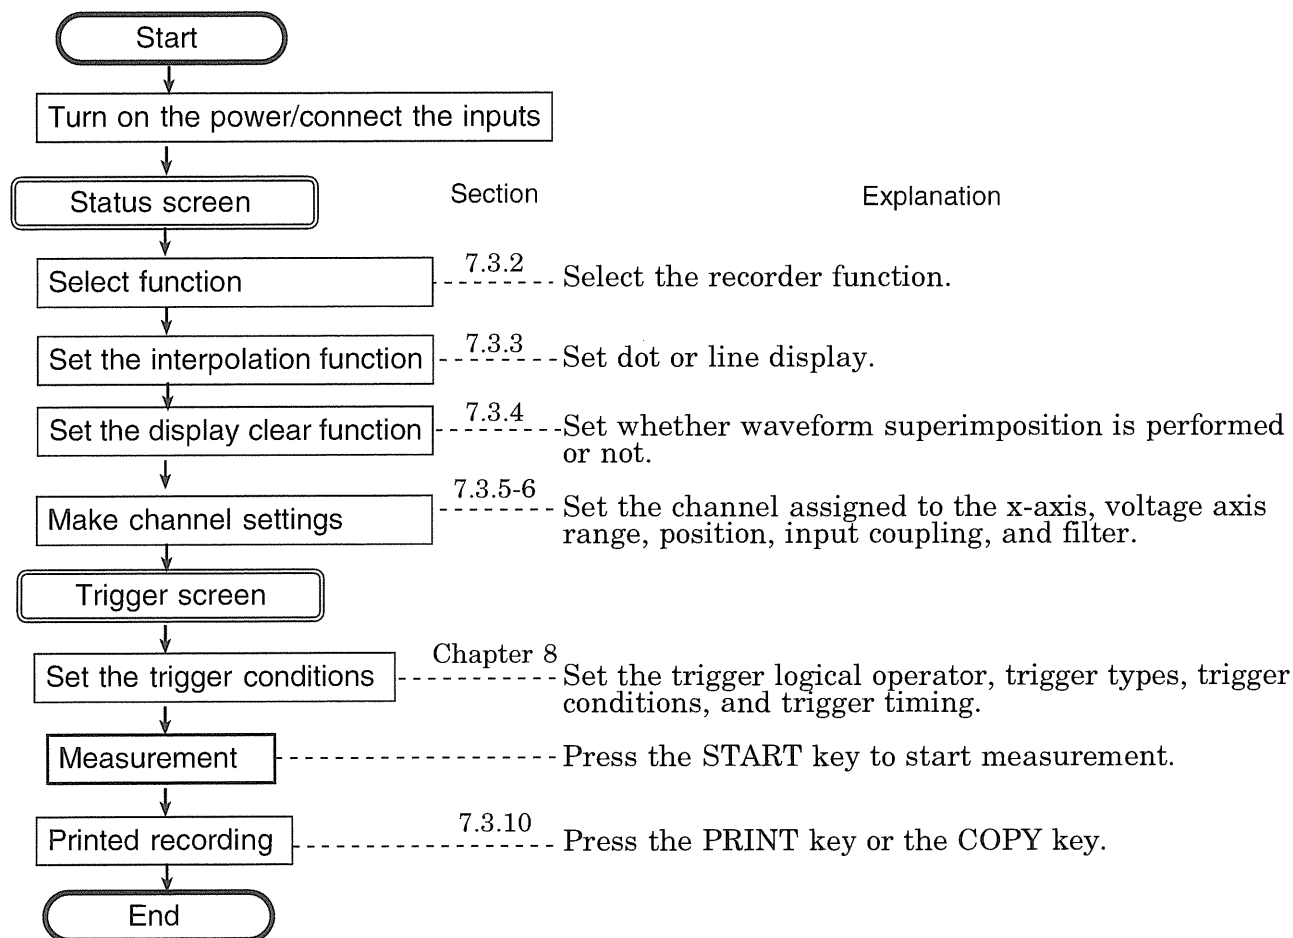 Start
Turn on the power/connect the inputs
Status screen
Section
Explanation
Select function
7.3.2
Select the recorder function.
Set the interpolation function
7.3.3
Set dot or line display.
Set the display clear function
7.3.4
Set whether waveform superimposition is performed
or not.
Make channel settings
7.3.5-6
Set the channel assigned to the x-axis, voltage axis
range, position, input coupling, and filter.
Trigger screen
Set the trigger conditions
Chapter 8
Set the trigger logical operator, trigger types, trigger
conditions, and trigger timing.
Measurement
Press the START key to start measurement.
Printed recording
7.3.10
Press the PRINT key or the COPY key.
End